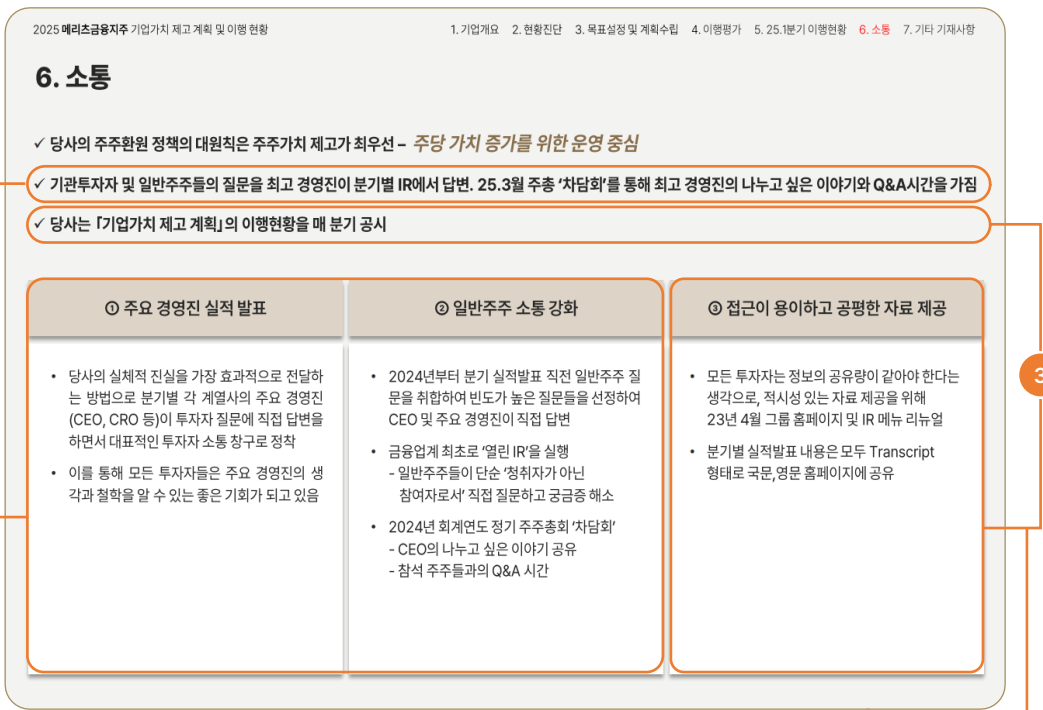 2025 메리츠금융지주 기업가치 제고 계획 및 이행 현황
1. 기업개요 2. 현황진단 3. 목표설정 및 계획수립 4. 이행평가 5. 25.1분기 이행현황 6. 소통 7. 기타 기재사항
6. 소통
✓ 당사의 주주환원 정책의 대원칙은 주주가치 제고가 최우선 – 주당 가치 증가를 위한 운영 중심
✓ 기관투자자 및 일반주주들의 질문을 최고 경영진이 분기별 IR에서 답변. 25.3월 주총 ‘차담회’를 통해 최고 경영진의 나누고 싶은 이야기와 Q&A시간을 가짐
✓ 당사는 「기업가치 제고 계획」의 이행현황을 매 분기 공시
① 주요 경영진 실적 발표
• 당사의 실체적 진실을 가장 효과적으로 전달하
는 방법으로 분기별 각 계열사의 주요 경영진
(CEO, CRO 등)이 투자자 질문에 직접 답변을
하면서 대표적인 투자자 소통 창구로 정착
• 이를 통해 모든 투자자들은 주요 경영진의 생
각과 철학을 알 수 있는 좋은 기회가 되고 있음
② 일반주주 소통 강화
• 2024년부터 분기 실적발표 직전 일반주주 질
문을 취합하여 빈도가 높은 질문들을 선정하여
CEO 및 주요 경영진이 직접 답변
• 금융업계 최초로 ‘열린 IR’을 실행
- 일반주주들이 단순 ‘청취자가 아닌
참여자로서’ 직접 질문하고 궁금증 해소
• 2024년 회계연도 정기 주주총회 ‘차담회’
- CEO의 나누고 싶은 이야기 공유
- 참석 주주들과의 Q&A 시간
③ 접근이 용이하고 공평한 자료 제공
• 모든 투자자는 정보의 공유량이 같아야 한다는
생각으로, 적시성 있는 자료 제공을 위해
23년 4월 그룹 홈페이지 및 IR 메뉴 리뉴얼
• 분기별 실적발표 내용은 모두 Transcript
형태로 국문,영문 홈페이지에 공유
3